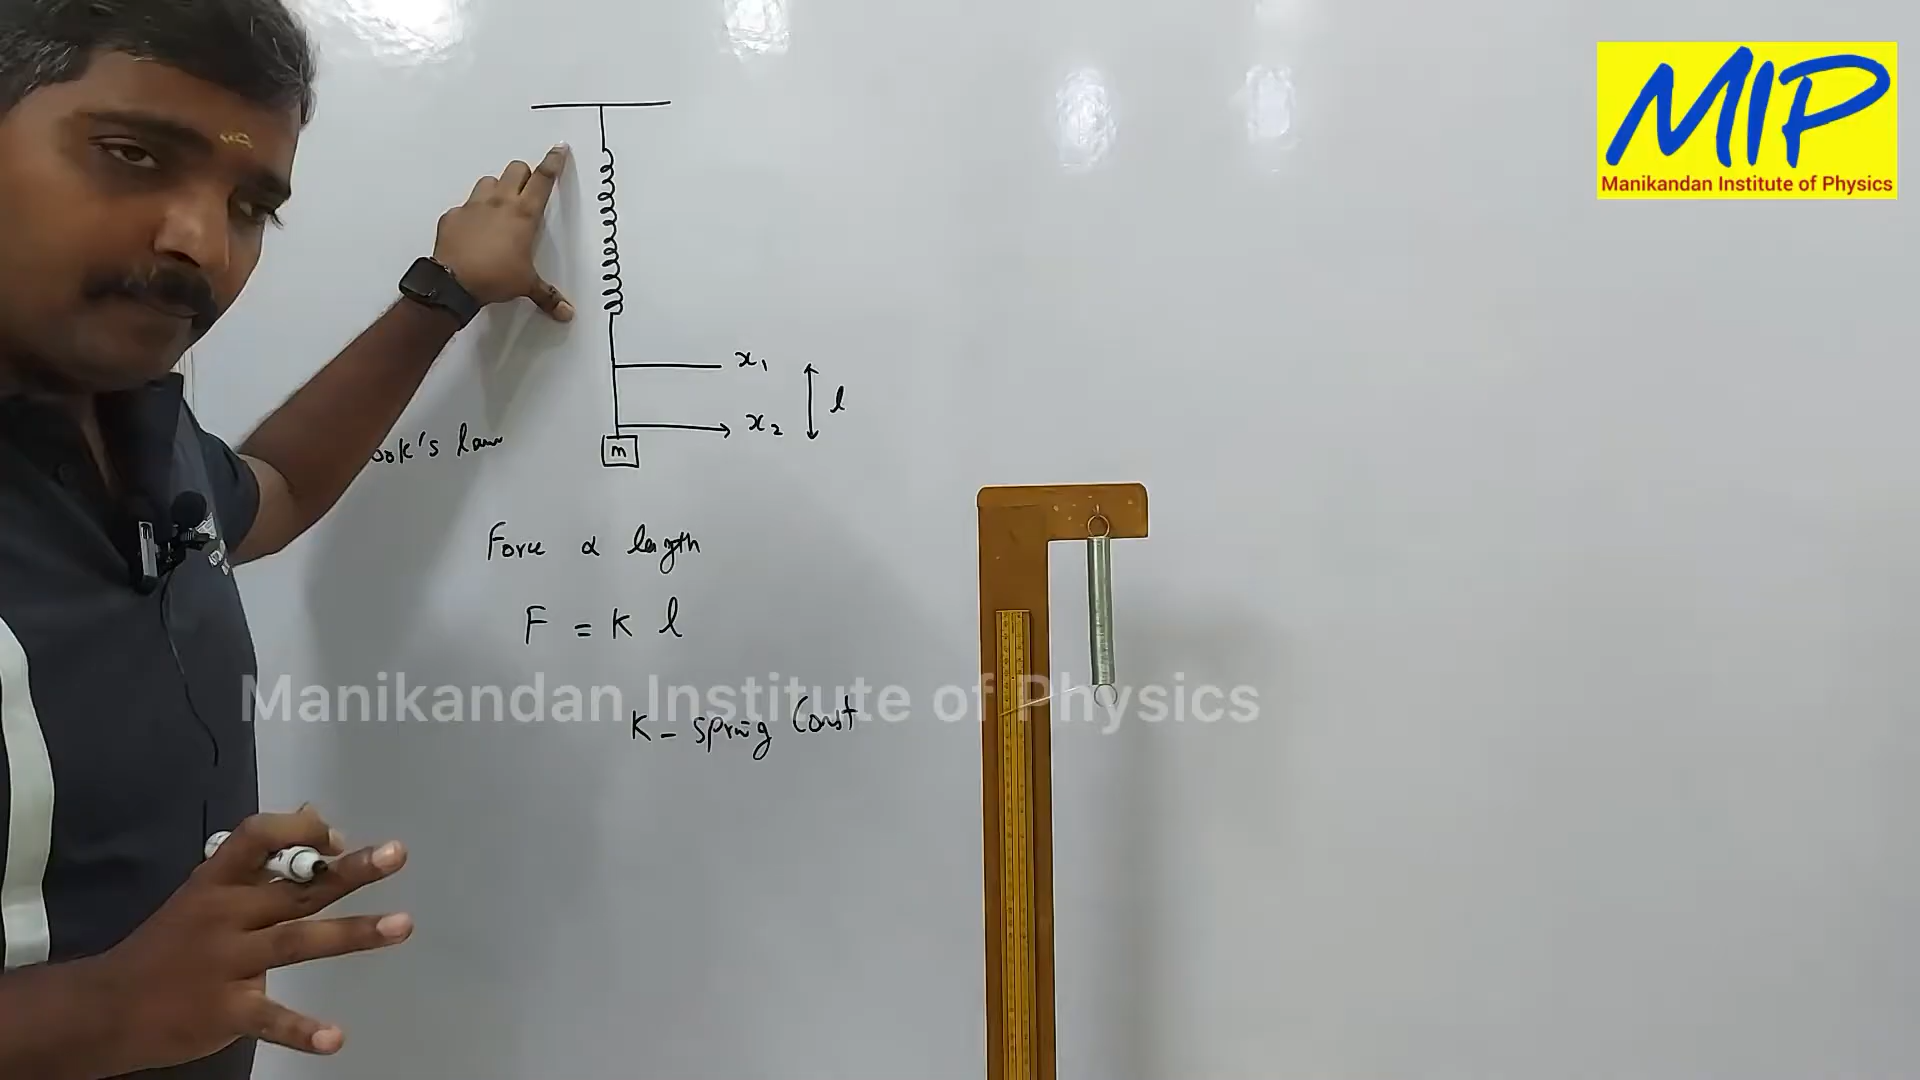 MIP
Manikandan Institute of Physics
x₁
l
x₂
ook's law
m
Force α length
F = K l
Manikandan Institute of Physics
K – spring Const